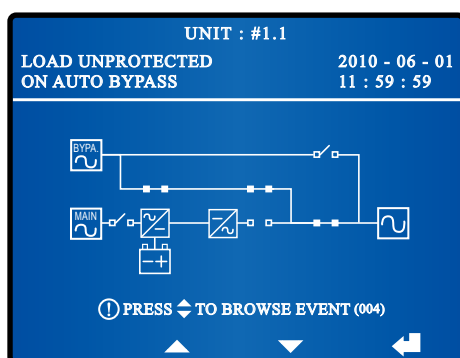 UNIT : #1.1
LOAD UNPROTECTED 2010 - 06 - 01
ON AUTO BYPASS 11 : 59 : 59
BYPA.
MAIN
PRESS TO BROWSE EVENT (004)